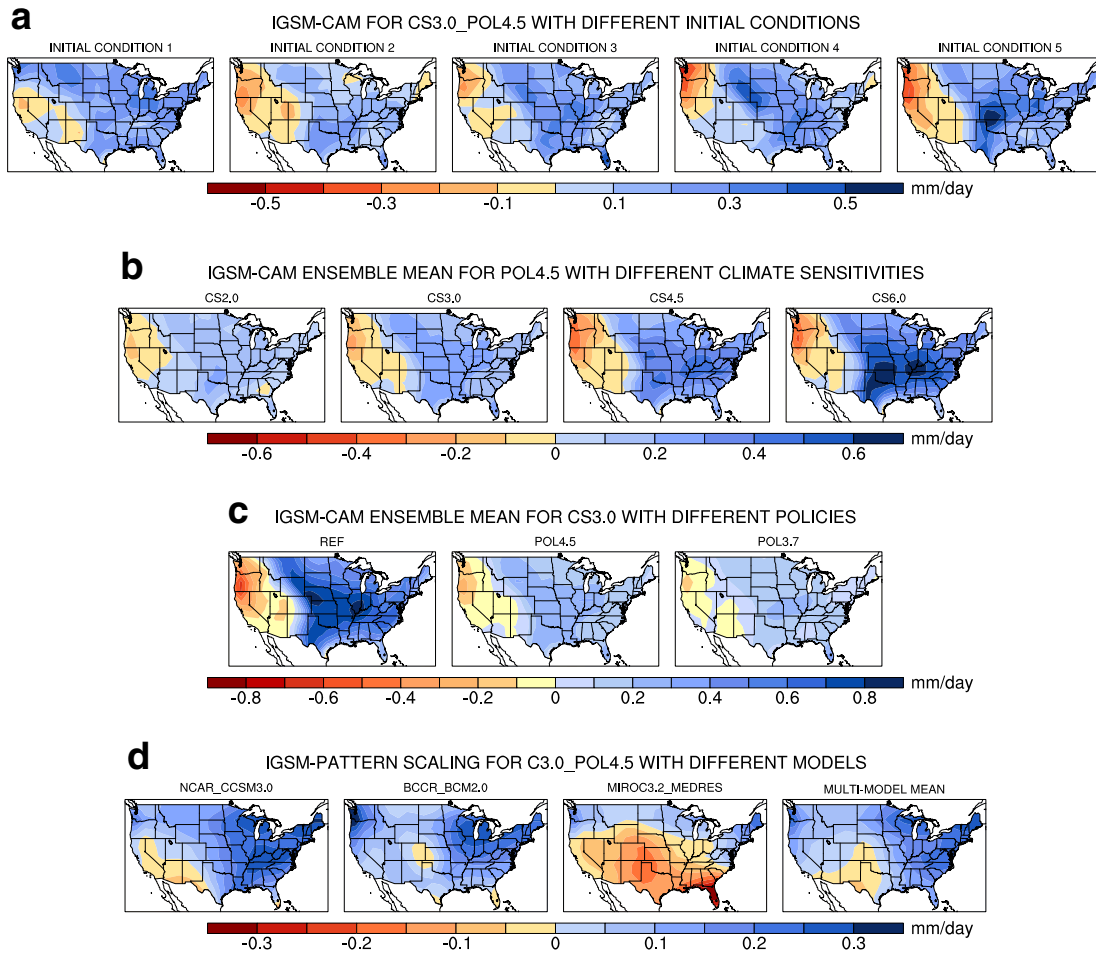 a
IGSM-CAM FOR CS3.0_POL4.5 WITH DIFFERENT INITIAL CONDITIONS
INITIAL CONDITION 1 INITIAL CONDITION 2 INITIAL CONDITION 3 INITIAL CONDITION 4 INITIAL CONDITION 5
-0.5 -0.3 -0.1 0.1 0.3 0.5 mm/day
b
IGSM-CAM ENSEMBLE MEAN FOR POL4.5 WITH DIFFERENT CLIMATE SENSITIVITIES
CS2.0 CS3.0 CS4.5 CS6.0
-0.6 -0.4 -0.2 0 0.2 0.4 0.6 mm/day
c
IGSM-CAM ENSEMBLE MEAN FOR CS3.0 WITH DIFFERENT POLICIES
REF POL4.5 POL3.7
-0.8 -0.6 -0.4 -0.2 0 0.2 0.4 0.6 0.8 mm/day
d
IGSM-PATTERN SCALING FOR C3.0_POL4.5 WITH DIFFERENT MODELS
NCAR_CCSM3.0 BCCR_BCM2.0 MIROC3.2_MEDRES MULTI-MODEL MEAN
-0.3 -0.2 -0.1 0 0.1 0.2 0.3 mm/day